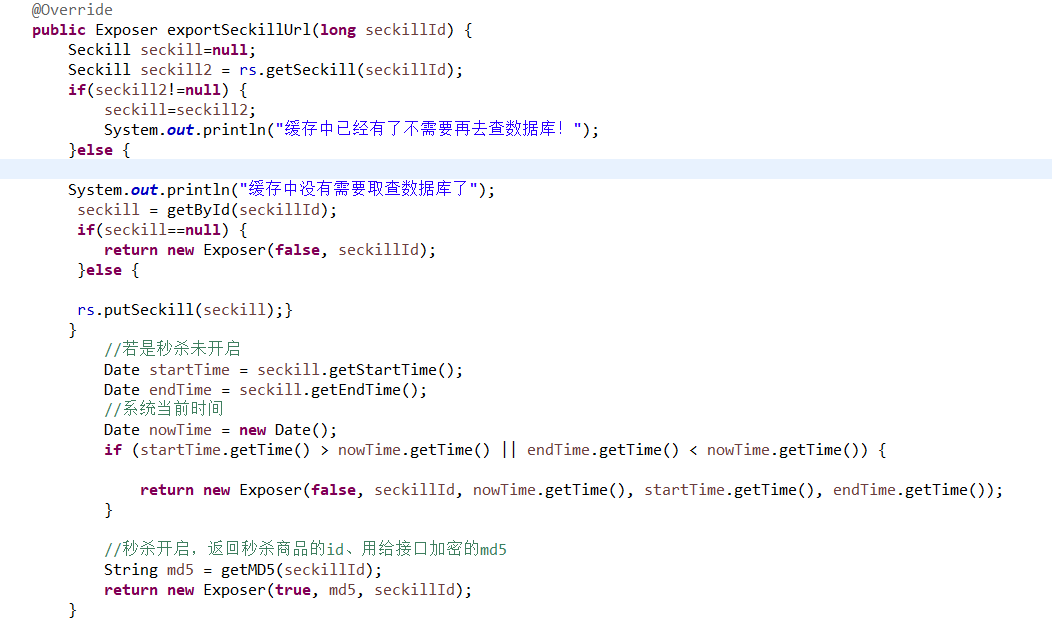 @Override
public Exposer exportSeckillUrl(long seckillId) {
Seckill seckill=null;
Seckill seckill2 = rs.getSeckill(seckillId);
if(seckill2!=null) {
seckill=seckill2;
System.out.println("缓存中已经有了不需要再去查数据库！");
}else {
System.out.println("缓存中没有需要取查数据库了");
seckill = getById(seckillId);
if(seckill==null) {
return new Exposer(false, seckillId);
}else {
rs.putSeckill(seckill);}
}
//若是秒杀未开启
Date startTime = seckill.getStartTime();
Date endTime = seckill.getEndTime();
//系统当前时间
Date nowTime = new Date();
if (startTime.getTime() > nowTime.getTime() || endTime.getTime() < nowTime.getTime()) {
return new Exposer(false, seckillId, nowTime.getTime(), startTime.getTime(), endTime.getTime());
}
//秒杀开启，返回秒杀商品的id、用给接口加密的md5
String md5 = getMD5(seckillId);
return new Exposer(true, md5, seckillId);
}